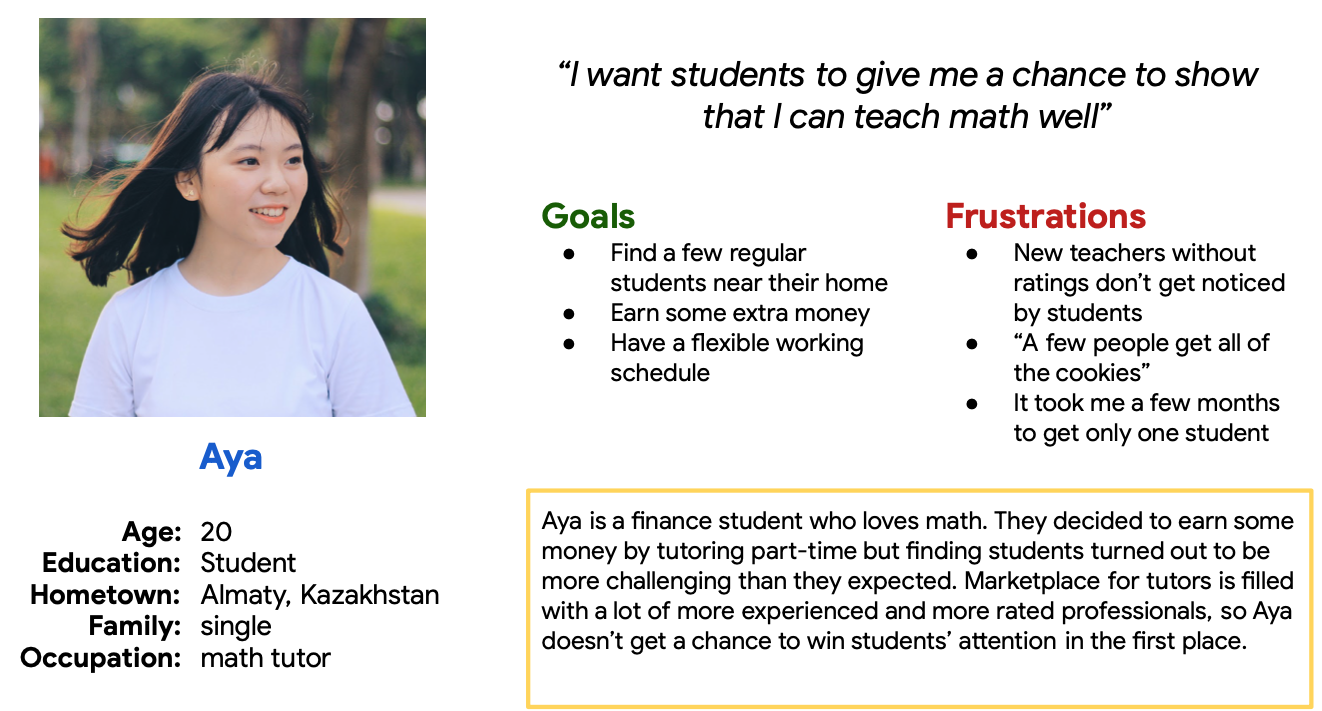 “I want students to give me a chance to show
that I can teach math well”
Goals
● Find a few regular
students near their home
● Earn some extra money
● Have a flexible working
schedule
Frustrations
● New teachers without
ratings don’t get noticed
by students
● “A few people get all of
the cookies”
● It took me a few months
to get only one student
Aya
Age: 20
Education: Student
Hometown: Almaty, Kazakhstan
Family: single
Occupation: math tutor
Aya is a finance student who loves math. They decided to earn some
money by tutoring part-time but finding students turned out to be
more challenging than they expected. Marketplace for tutors is filled
with a lot of more experienced and more rated professionals, so Aya
doesn’t get a chance to win students’ attention in the first place.